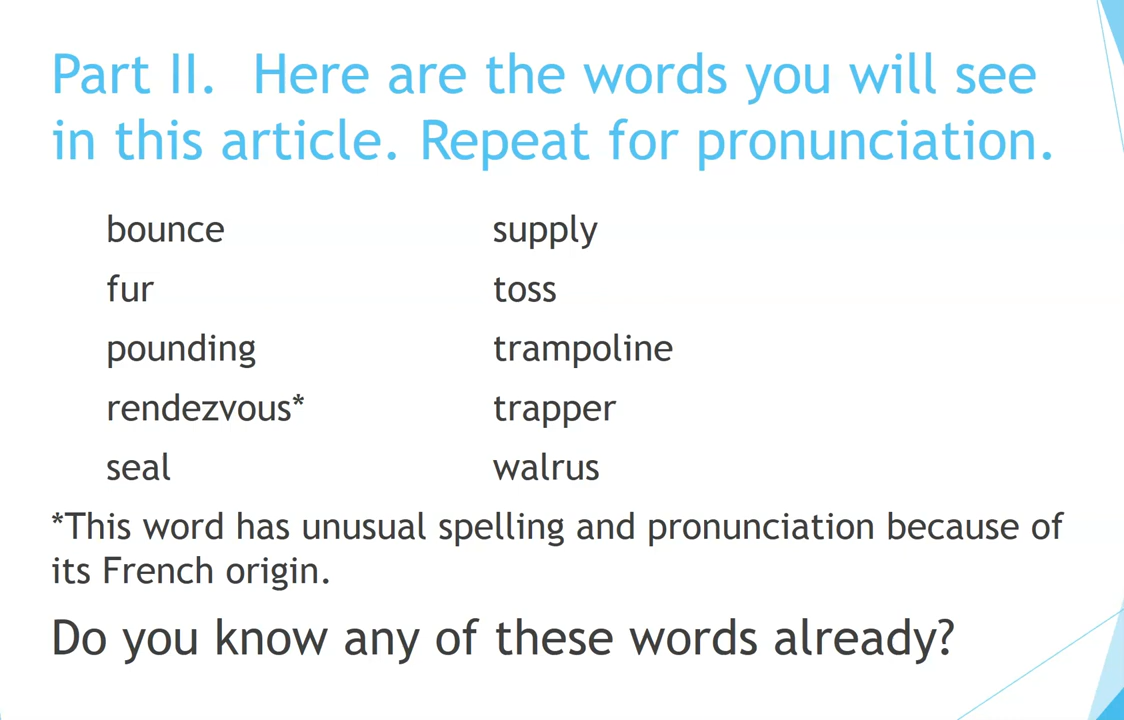 Part II.  Here are the words you will see
in this article. Repeat for pronunciation.
bounce
fur
pounding
rendezvous*
seal
supply
toss
trampoline
trapper
walrus
*This word has unusual spelling and pronunciation because of
its French origin.
Do you know any of these words already?